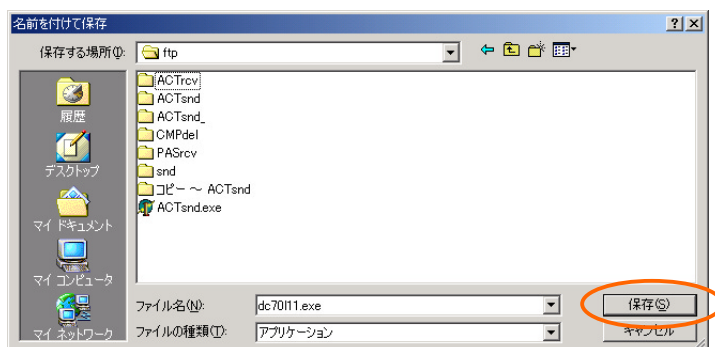 名前を付けて保存
保存する場所(I):
ftp
履歴
デスクトップ
マイ ドキュメント
マイ コンピュータ
マイ ネットワーク
ACTrcv
ACTsnd
ACTsnd_
CMPdel
PASrcv
snd
コピー ～ ACTsnd
ACTsnd.exe
ファイル名(N): dc70l11.exe 保存(S)
ファイルの種類(T): アプリケーション キャンセル